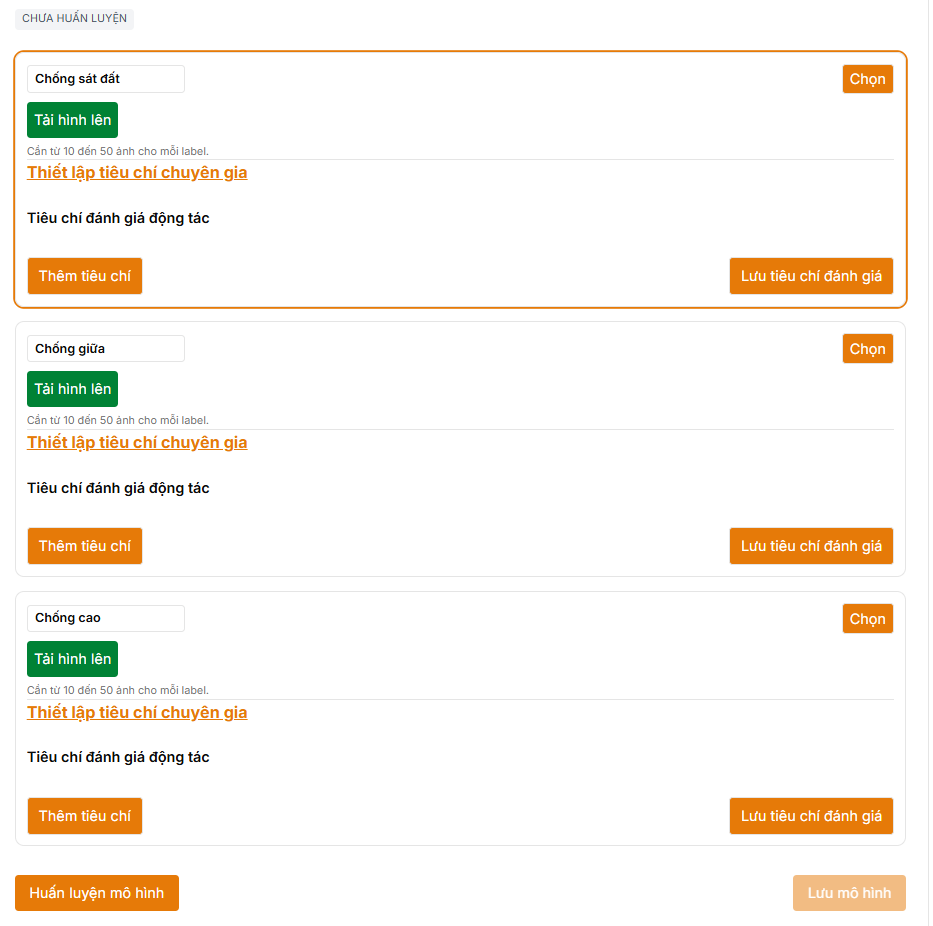 CHƯA HUẤN LUYỆN
Chống sát đất
Chọn
Tải hình lên
Cần từ 10 đến 50 ảnh cho mỗi label.
Thiết lập tiêu chí chuyên gia
Tiêu chí đánh giá động tác
Thêm tiêu chí
Lưu tiêu chí đánh giá
Chống giữa
Chọn
Tải hình lên
Cần từ 10 đến 50 ảnh cho mỗi label.
Thiết lập tiêu chí chuyên gia
Tiêu chí đánh giá động tác
Thêm tiêu chí
Lưu tiêu chí đánh giá
Chống cao
Chọn
Tải hình lên
Cần từ 10 đến 50 ảnh cho mỗi label.
Thiết lập tiêu chí chuyên gia
Tiêu chí đánh giá động tác
Thêm tiêu chí
Lưu tiêu chí đánh giá
Huấn luyện mô hình
Lưu mô hình